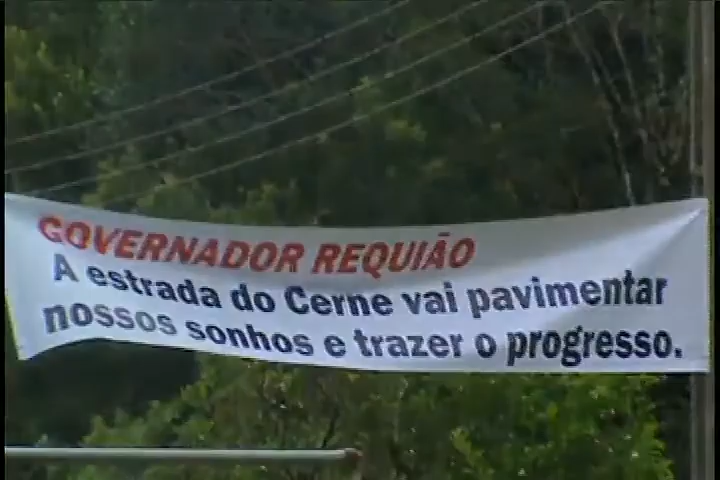 GOVERNADOR REQUIÃO
A estrada do Cerne vai pavimentar
nossos sonhos e trazer o progresso.